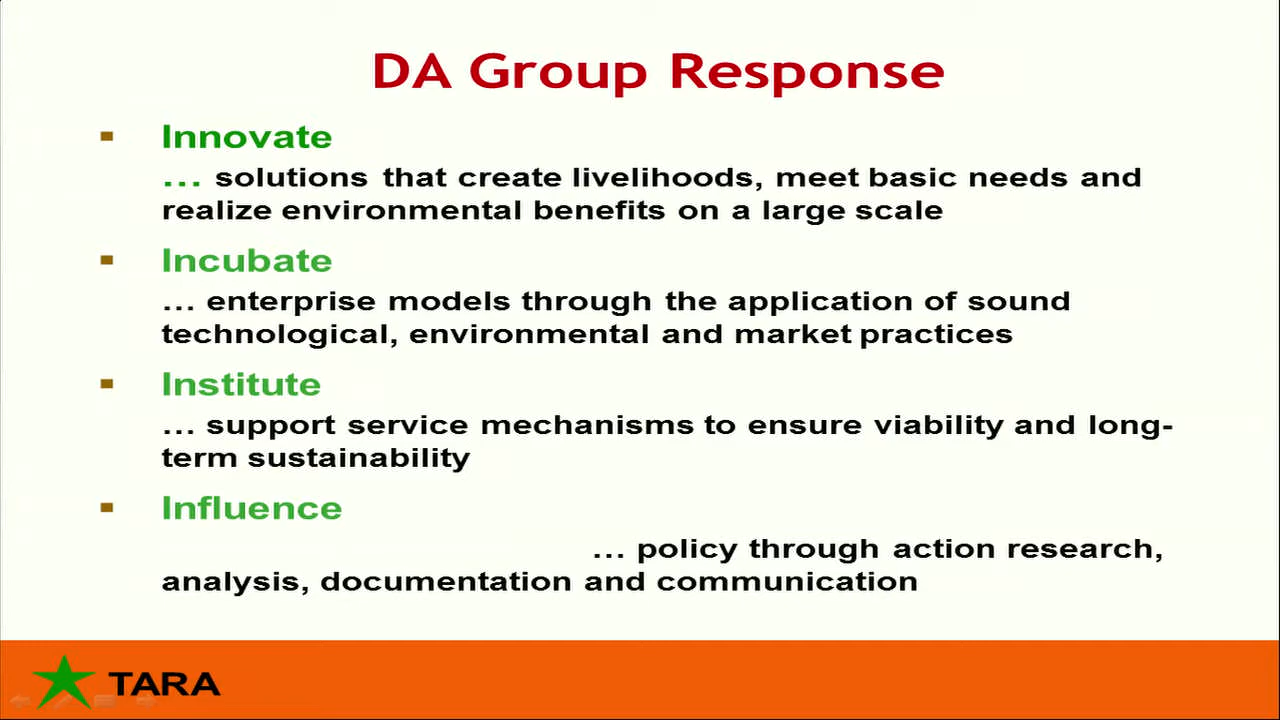 DA Group Response
Innovate
... solutions that create livelihoods, meet basic needs and
realize environmental benefits on a large scale
Incubate
... enterprise models through the application of sound
technological, environmental and market practices
Institute
... support service mechanisms to ensure viability and long-
term sustainability
Influence
... policy through action research,
analysis, documentation and communication
TARA